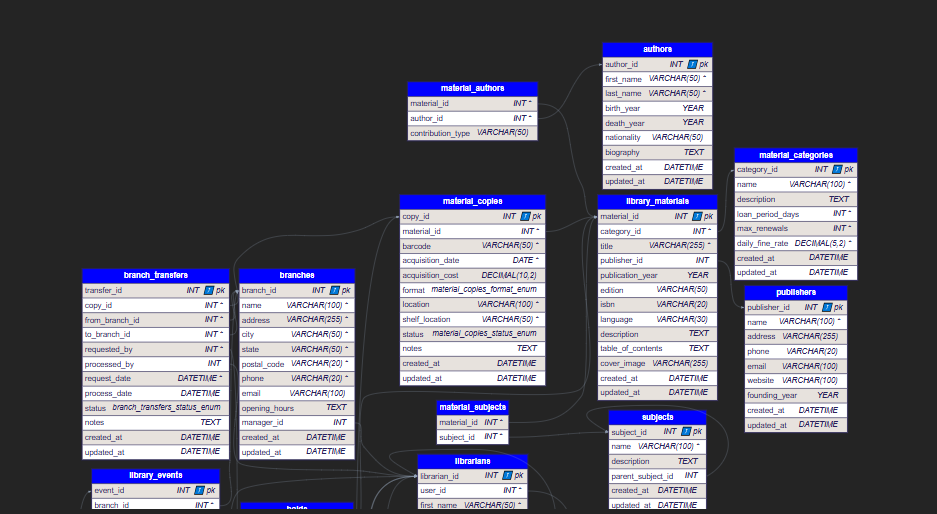 authors
author_id INT pk
first_name VARCHAR(50)
last_name VARCHAR(50)
birth_year YEAR
death_year YEAR
nationality VARCHAR(50)
biography TEXT
created_at DATETIME
updated_at DATETIME
material_authors
material_id INT
author_id INT
contribution_type VARCHAR(50)
material_categories
category_id INT pk
name VARCHAR(100)
description TEXT
loan_period_days INT
max_renewals INT
daily_fine_rate DECIMAL(5,2)
created_at DATETIME
updated_at DATETIME
material_copies
copy_id INT pk
material_id INT
barcode VARCHAR(50)
acquisition_date DATE
acquisition_cost DECIMAL(10,2)
format material_copies_format_enum
location VARCHAR(100)
shelf_location VARCHAR(50)
status material_copies_status_enum
notes TEXT
created_at DATETIME
updated_at DATETIME
library_materials
material_id INT pk
category_id INT
title VARCHAR(255)
publisher_id INT
publication_year YEAR
edition VARCHAR(50)
isbn VARCHAR(20)
language VARCHAR(30)
description TEXT
table_of_contents TEXT
cover_image VARCHAR(255)
created_at DATETIME
updated_at DATETIME
branch_transfers
transfer_id INT pk
copy_id INT
from_branch_id INT
to_branch_id INT
requested_by INT
processed_by INT
request_date DATETIME
process_date DATETIME
status branch_transfers_status_enum
notes TEXT
created_at DATETIME
updated_at DATETIME
branches
branch_id INT pk
name VARCHAR(100)
address VARCHAR(255)
city VARCHAR(50)
state VARCHAR(50)
postal_code VARCHAR(20)
phone VARCHAR(20)
email VARCHAR(100)
opening_hours TEXT
manager_id INT
created_at DATETIME
updated_at DATETIME
publishers
publisher_id INT pk
name VARCHAR(100)
address VARCHAR(255)
phone VARCHAR(20)
email VARCHAR(100)
website VARCHAR(100)
founding_year YEAR
created_at DATETIME
updated_at DATETIME
material_subjects
material_id INT
subject_id INT
subjects
subject_id INT pk
name VARCHAR(100)
description TEXT
parent_subject_id INT
created_at DATETIME
updated_at DATETIME
librarians
librarian_id INT pk
user_id INT
first_name VARCHAR(50)
library_events
event_id INT pk
branch_id INT
holds